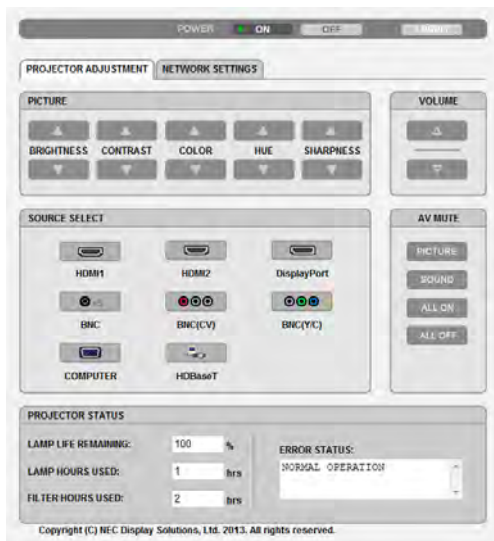 POWER ON OFF
PROJECTOR ADJUSTMENT NETWORK SETTINGS
PICTURE VOLUME
BRIGHTNESS CONTRAST COLOR HUE SHARPNESS
SOURCE SELECT AV MUTE
HDMI1 HDMI2 DisplayPort PICTURE
SOUND
BNC BNC(CV) BNC(Y/C) ALL ON
ALL OFF
COMPUTER HDBaseT
PROJECTOR STATUS
LAMP LIFE REMAINING: 100 % ERROR STATUS:
LAMP HOURS USED: 1 hrs NORMAL OPERATION
FILTER HOURS USED: 2 hrs
Copyright (C) NEC Display Solutions, Ltd. 2013. All rights reserved.